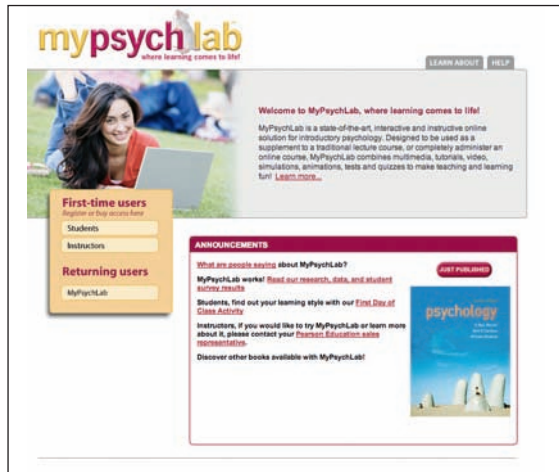 mypsychlab
where learning comes to life!
LEARN ABOUT HELP
Welcome to MyPsychLab, where learning comes to life!
MyPsychLab is a state-of-the-art, interactive and instructive online
solution for introductory psychology. Designed to be used as a
supplement to a traditional lecture course, or completely administer an
online course, MyPsychLab combines multimedia, tutorials, video,
simulations, animations, tests and quizzes to make teaching and learning
fun! Learn more...
First-time users
Register or buy access here
Students
Instructors
Returning users
MyPsychLab
ANNOUNCEMENTS
What are people saying about MyPsychLab?
MyPsychLab works! Read our research, data, and student
survey results
Students, find out your learning style with our First Day of
Class Activity
Instructors, if you would like to try MyPsychLab or learn more
about it, please contact your Pearson Education sales
representative.
Discover other books available with MyPsychLab!
JUST PUBLISHED
psychology